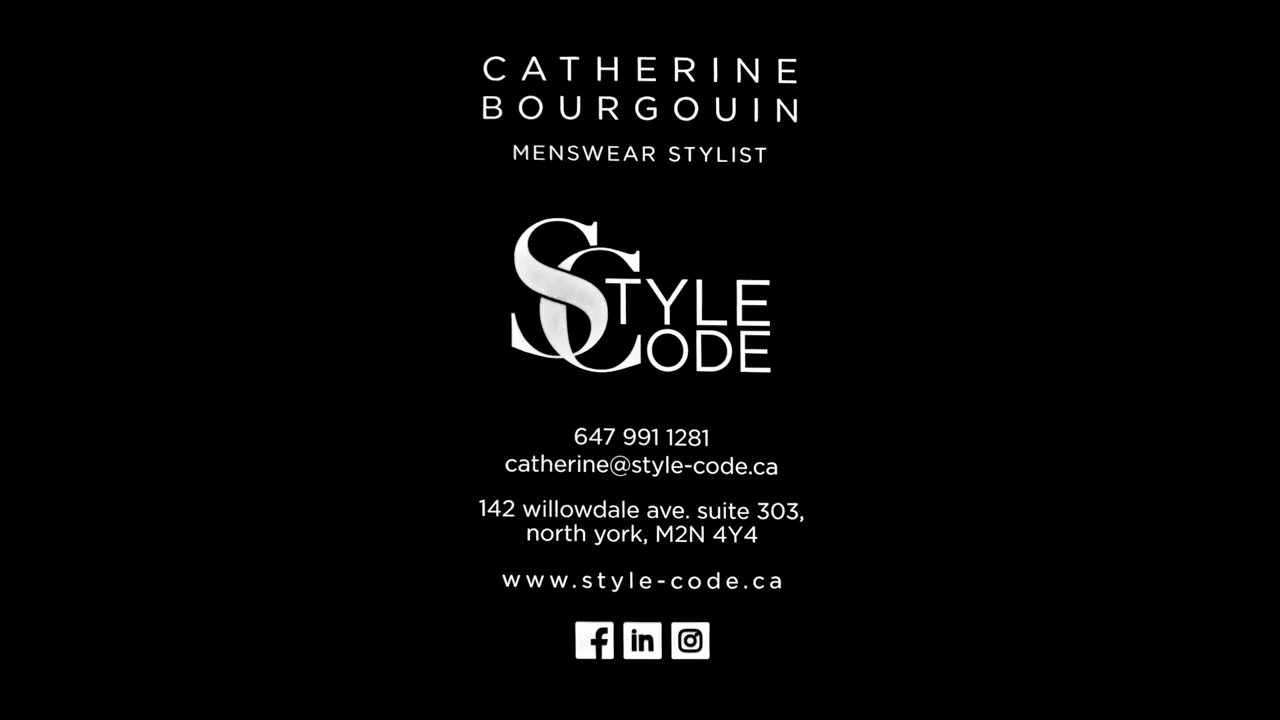 CATHERINE
BOURGOUIN
MENSWEAR STYLIST
STYLE
CODE
647 991 1281
catherine@style-code.ca
142 willowdale ave. suite 303,
north york, M2N 4Y4
www.style-code.ca
f in